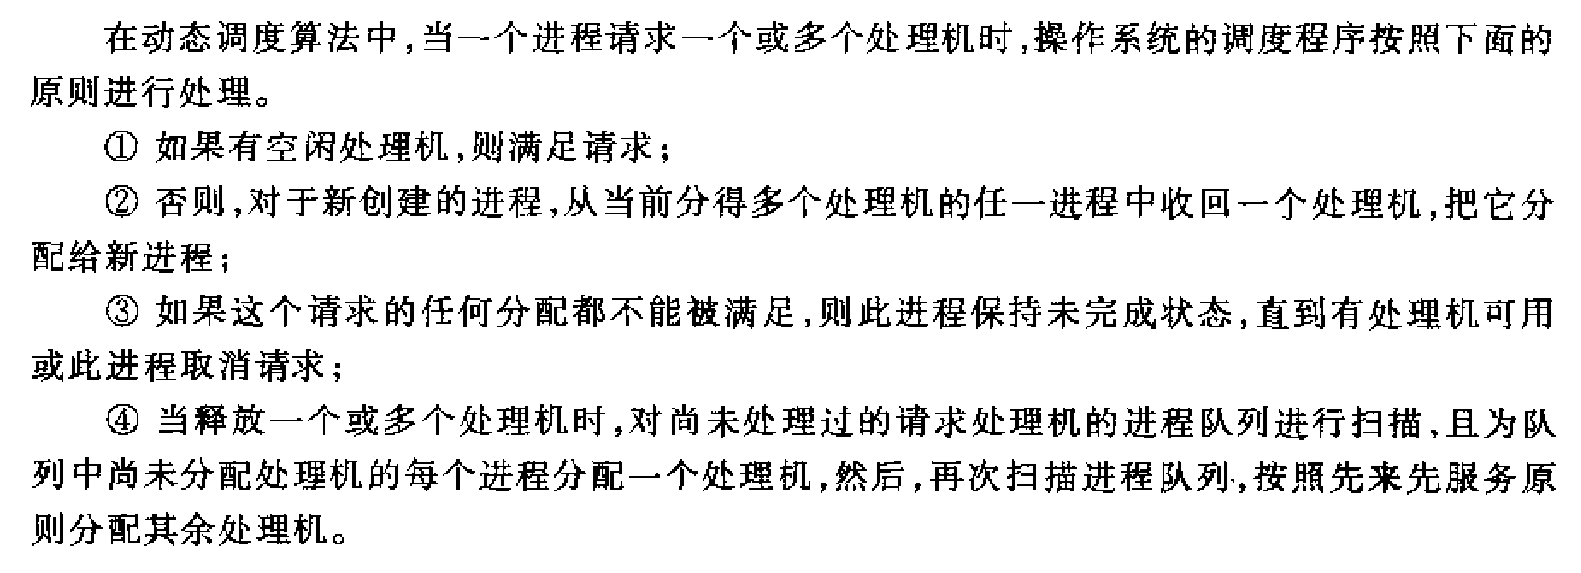 在动态调度算法中,当一个进程请求一个或多个处理机时,操作系统的调度程序按照下面的
原则进行处理。
① 如果有空闲处理机,则满足请求;
② 否则,对于新创建的进程,从当前分得多个处理机的任一进程中收回一个处理机,把它分
配给新进程;
③ 如果这个请求的任何分配都不能被满足,则此进程保持未完成状态,直到有处理机可用
或此进程取消请求;
④ 当释放一个或多个处理机时,对尚未处理过的请求处理机的进程队列进行扫描、且为队
列中尚未分配处理机的每个进程分配一个处理机,然后,再次扫描进程队列,按照先来先服务原
则分配其余处理机。